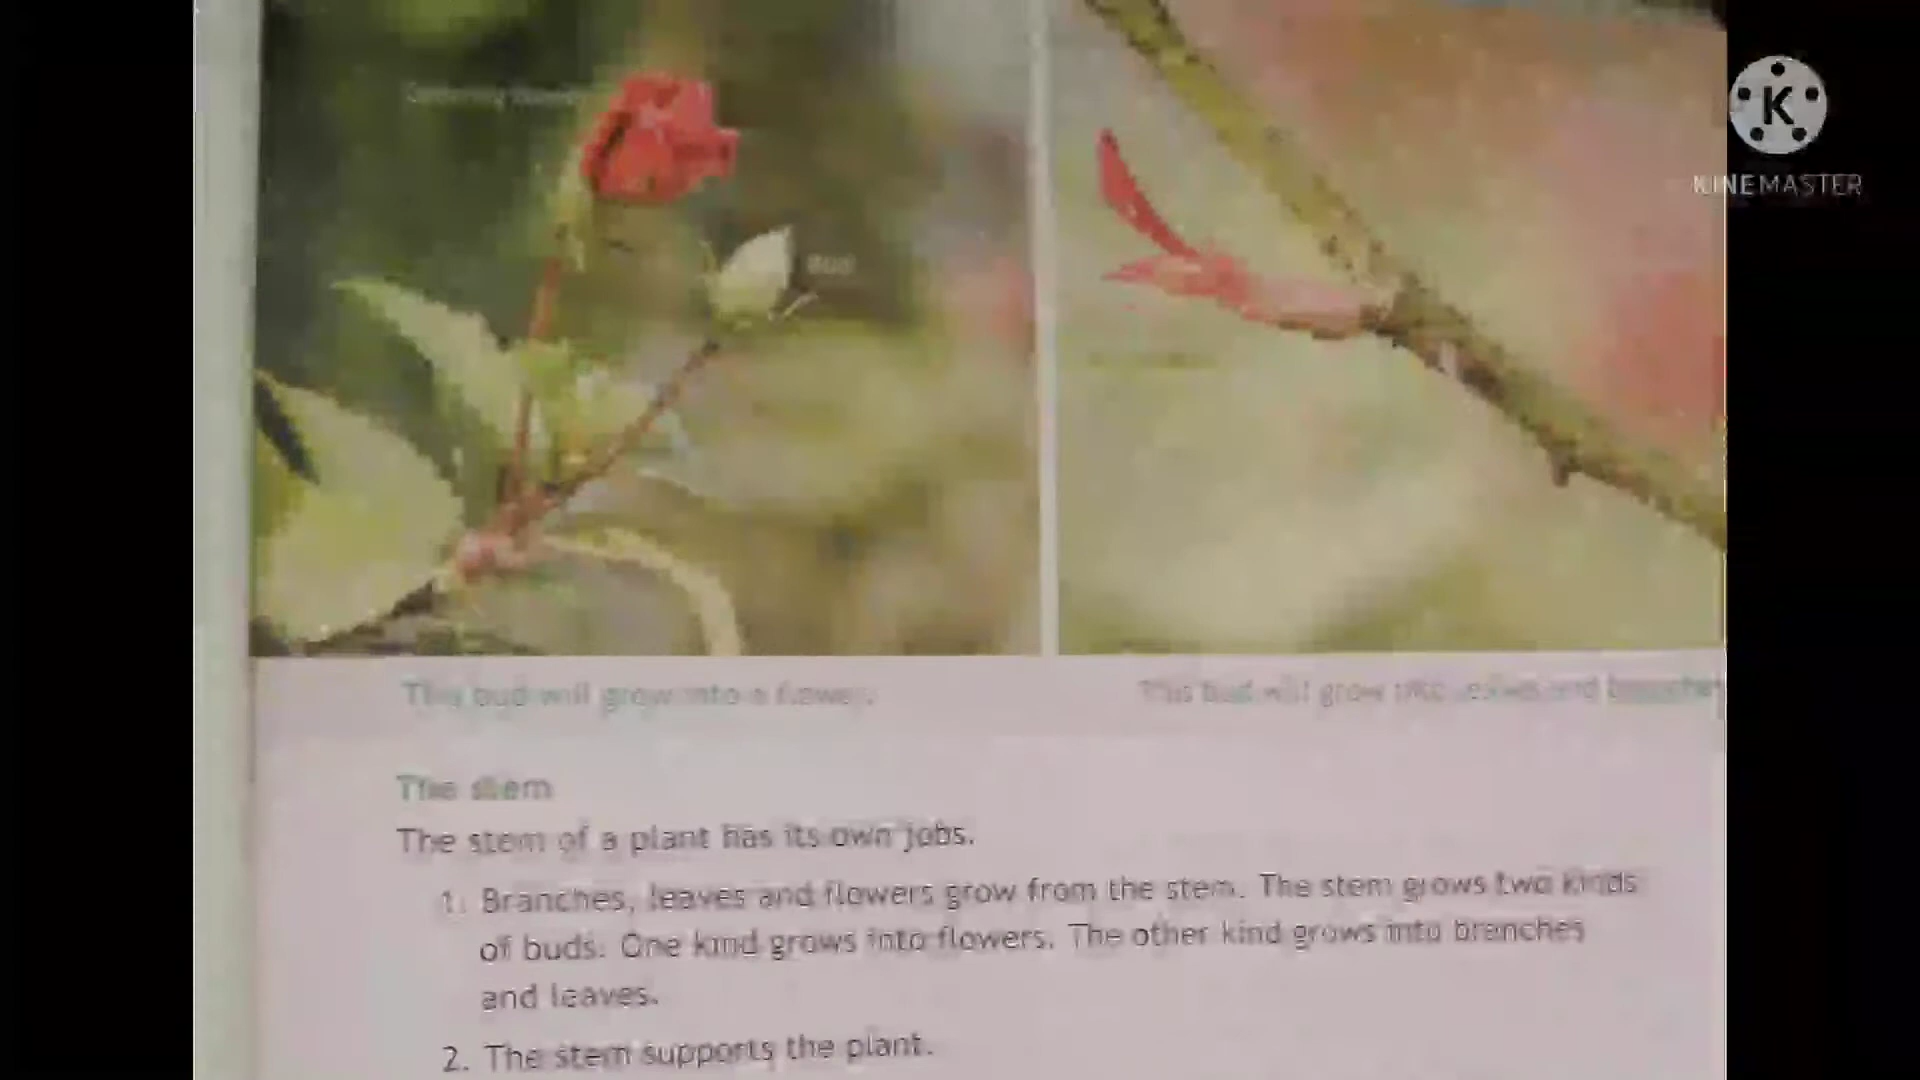 K
KINEMASTER
Bud
This bud will grow into a flower.
This bud will grow into leaves and branches
The stem
The stem of a plant has its own jobs.
1. Branches, leaves and flowers grow from the stem. The stem grows two kinds
of buds. One kind grows into flowers. The other kind grows into branches
and leaves.
2. The stem supports the plant.